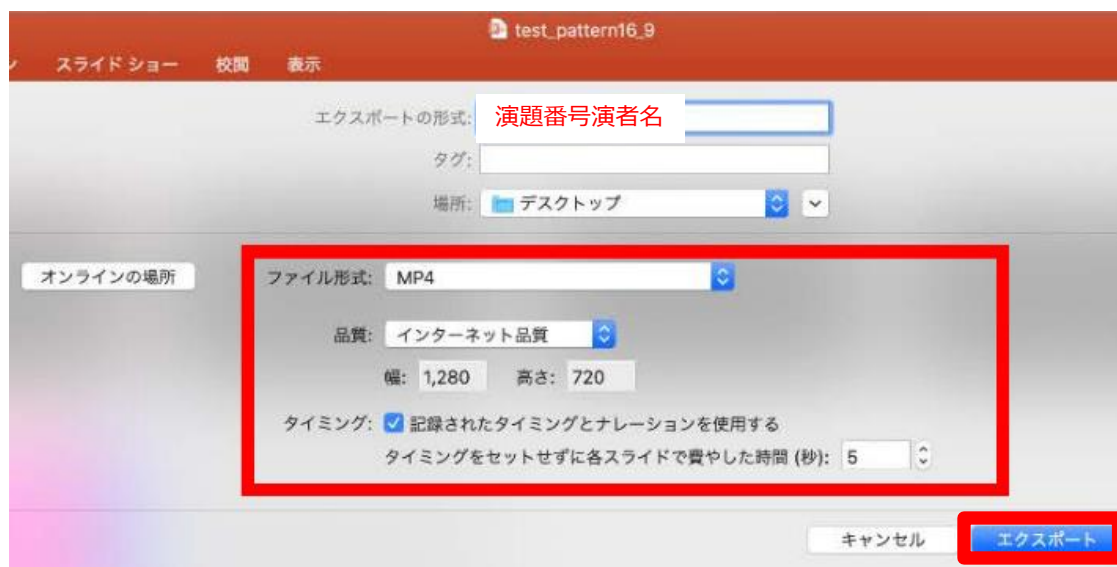 test_pattern16_9
スライド ショー 校閲 表示
エクスポートの形式: 演題番号演者名
タグ:
場所: デスクトップ
オンラインの場所
ファイル形式: MP4
品質: インターネット品質
幅: 1,280 高さ: 720
タイミング: 記録されたタイミングとナレーションを使用する
タイミングをセットせずに各スライドで費やした時間 (秒): 5
キャンセル エクスポート